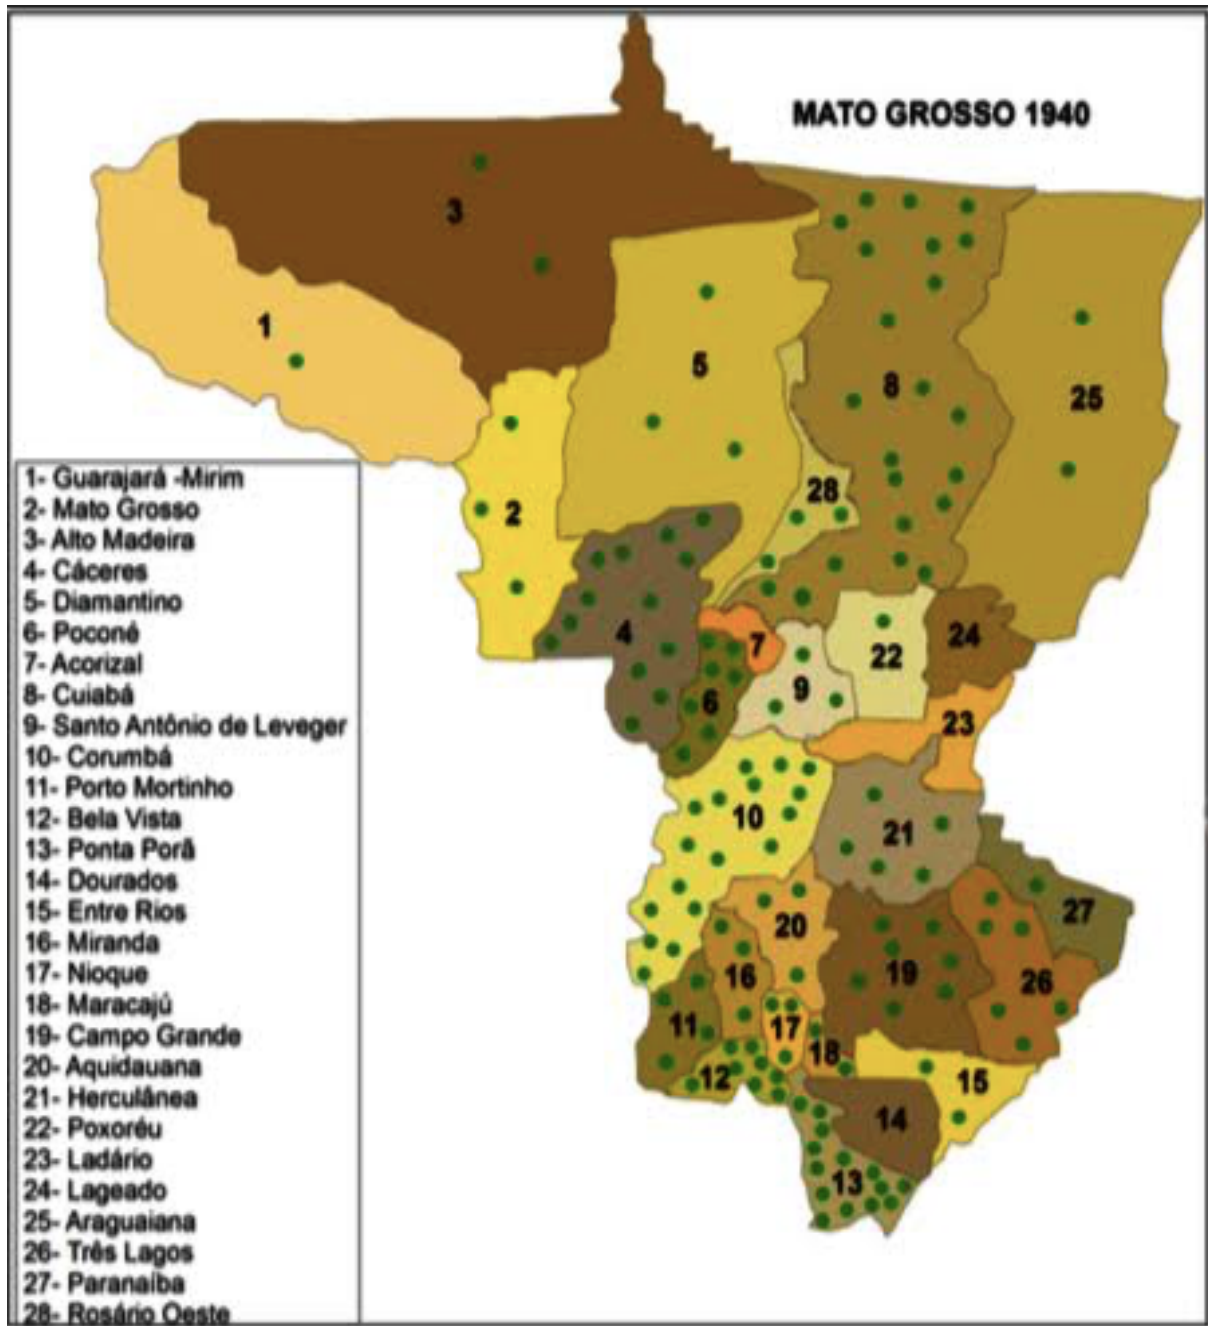 MATO GROSSO 1940
3
1
5
8
25
28
2
4
7
22
24
9
6
23
10
21
27
20
16
19
26
11
17
18
12
15
14
13
1- Guarajará -Mirim
2- Mato Grosso
3- Alto Madeira
4- Cáceres
5- Diamantino
6- Poconé
7- Acorizal
8- Cuiabá
9- Santo Antônio de Leveger
10- Corumbá
11- Porto Mortinho
12- Bela Vista
13- Ponta Porã
14- Dourados
15- Entre Rios
16- Miranda
17- Nioque
18- Maracajú
19- Campo Grande
20- Aquidauana
21- Herculânea
22- Poxoréu
23- Ladário
24- Lageado
25- Araguaiana
26- Três Lagos
27- Paranaíba
28- Rosário Oeste